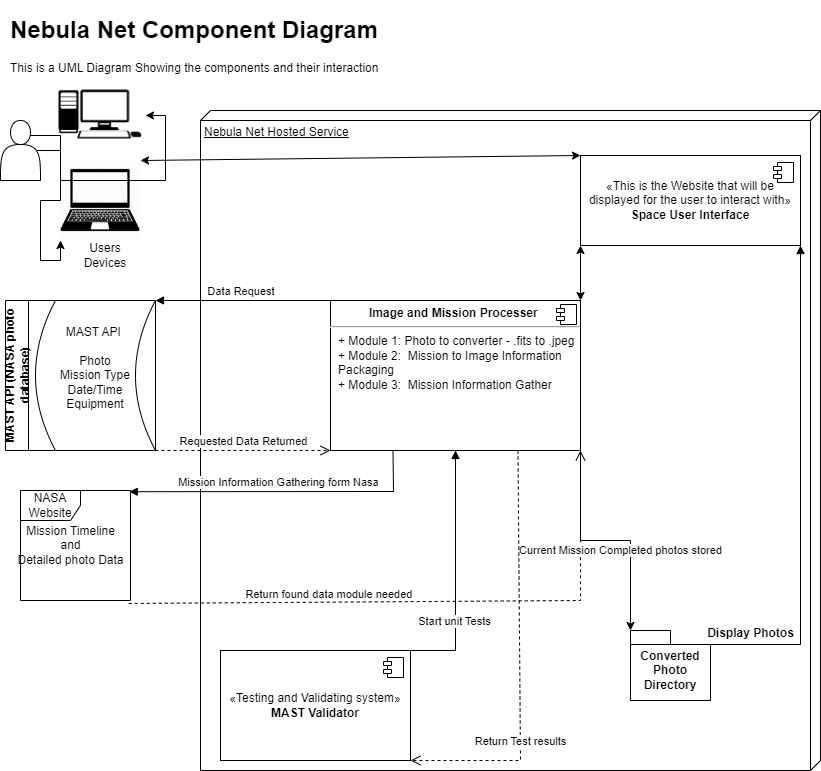 Nebula Net Component Diagram
This is a UML Diagram Showing the components and their interaction
Nebula Net Hosted Service
«This is the Website that will be
displayed for the user to interact with»
Space User Interface
Users
Devices
Data Request
MAST API (NASA photo
database)
MAST API
Photo
Mission Type
Date/Time
Equipment
Image and Mission Processer
+ Module 1: Photo to converter - .fits to .jpeg
+ Module 2:  Mission to Image Information
Packaging
+ Module 3:  Mission Information Gather
Requested Data Returned
Mission Information Gathering form Nasa
NASA
Website
Mission Timeline
and
Detailed photo Data
Current Mission Completed photos stored
Return found data module needed
Start unit Tests
Display Photos
Converted
Photo
Directory
«Testing and Validating system»
MAST Validator
Return Test results